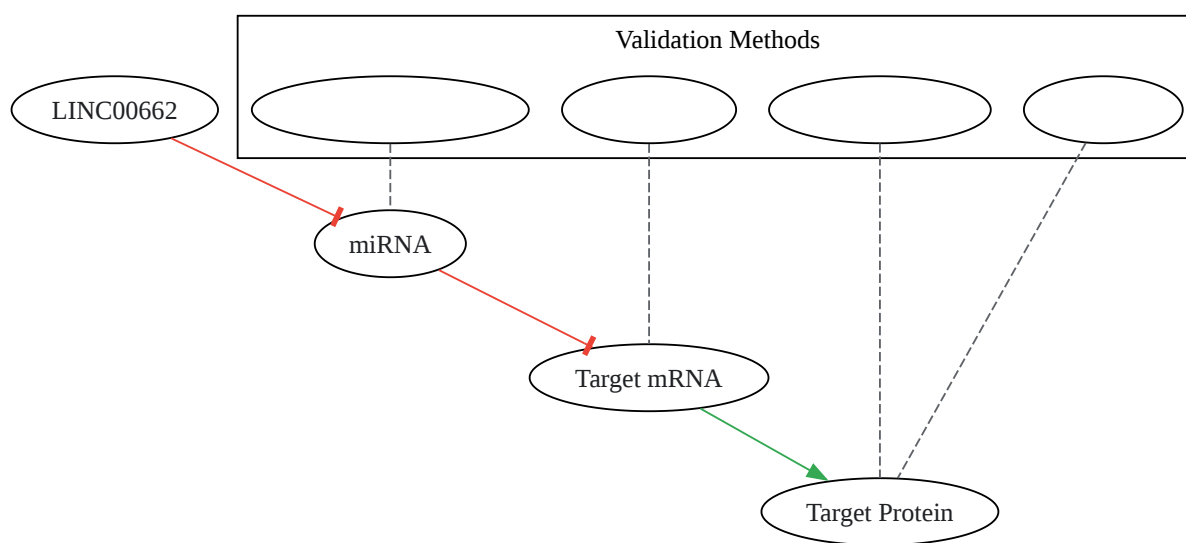 Validation Methods
LINC00662
miRNA
Target mRNA
Target Protein